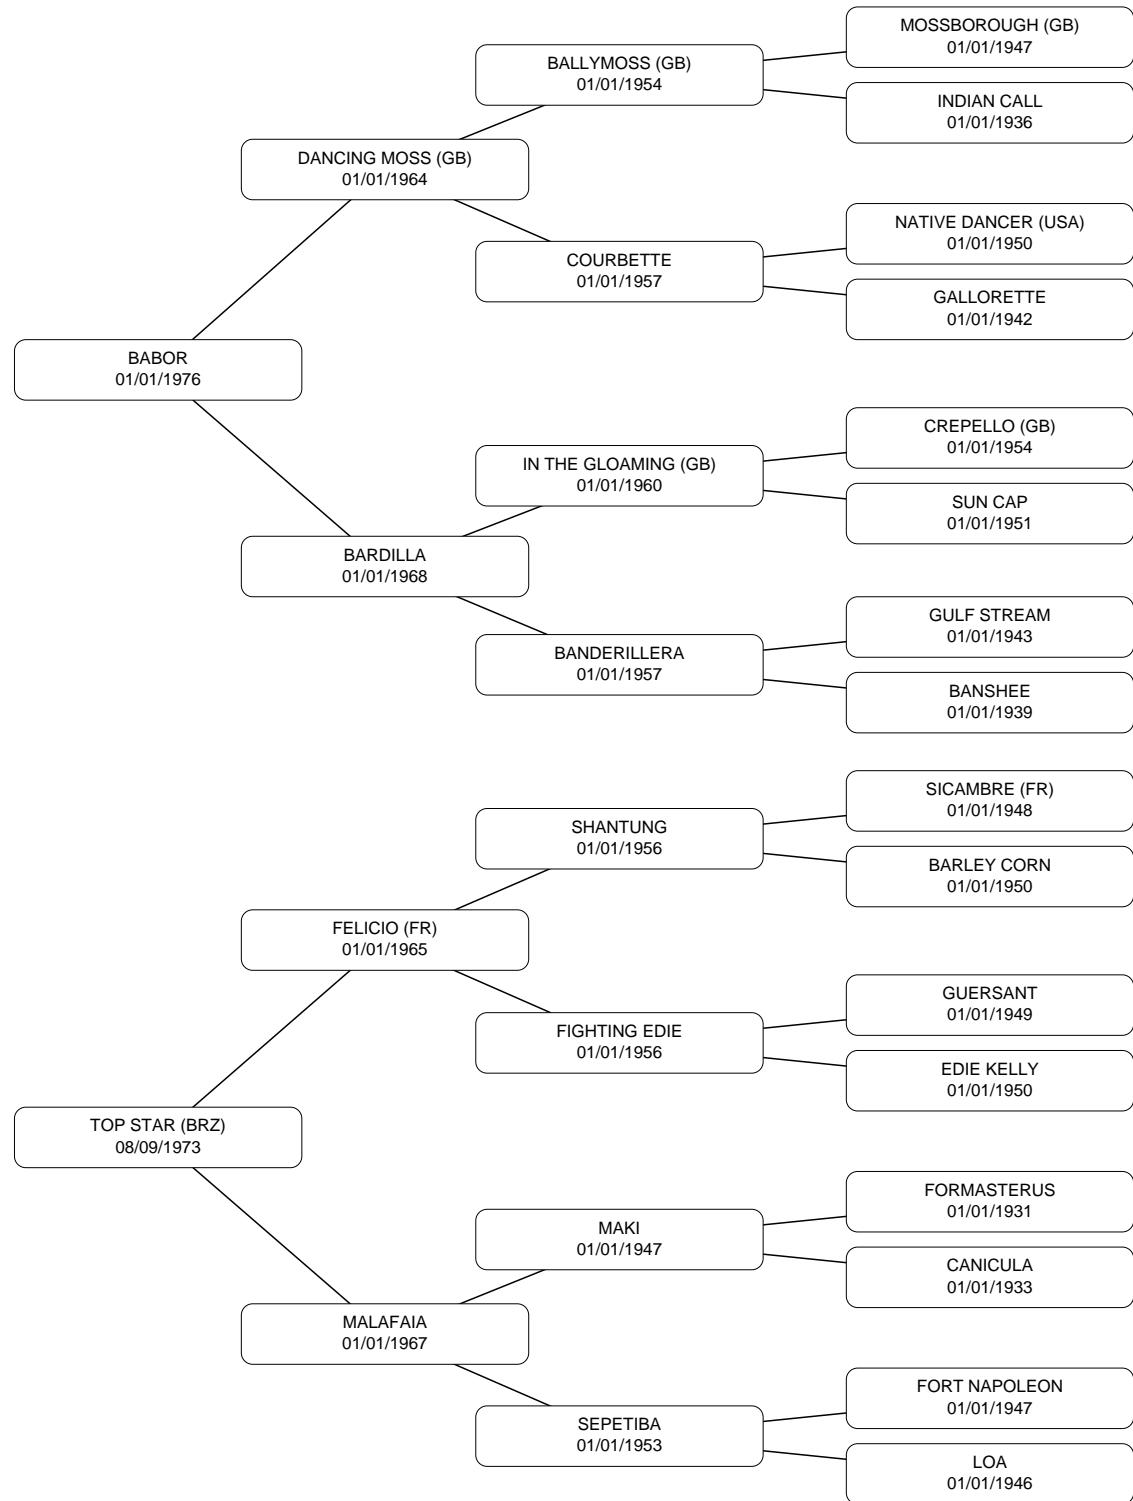 MOSSBOROUGH (GB)
01/01/1947
BALLYMOSS (GB)
01/01/1954
INDIAN CALL
01/01/1936
DANCING MOSS (GB)
01/01/1964
NATIVE DANCER (USA)
01/01/1950
COURBETTE
01/01/1957
GALLORETTE
01/01/1942
BABOR
01/01/1976
CREPELLO (GB)
01/01/1954
IN THE GLOAMING (GB)
01/01/1960
SUN CAP
01/01/1951
BARDILLA
01/01/1968
GULF STREAM
01/01/1943
BANDERILLERA
01/01/1957
BANSHEE
01/01/1939
SICAMBRE (FR)
01/01/1948
SHANTUNG
01/01/1956
BARLEY CORN
01/01/1950
FELICIO (FR)
01/01/1965
GUERSANT
01/01/1949
FIGHTING EDIE
01/01/1956
EDIE KELLY
01/01/1950
TOP STAR (BRZ)
08/09/1973
FORMASTERUS
01/01/1931
MAKI
01/01/1947
CANICULA
01/01/1933
MALAFAIA
01/01/1967
FORT NAPOLEON
01/01/1947
SEPETIBA
01/01/1953
LOA
01/01/1946